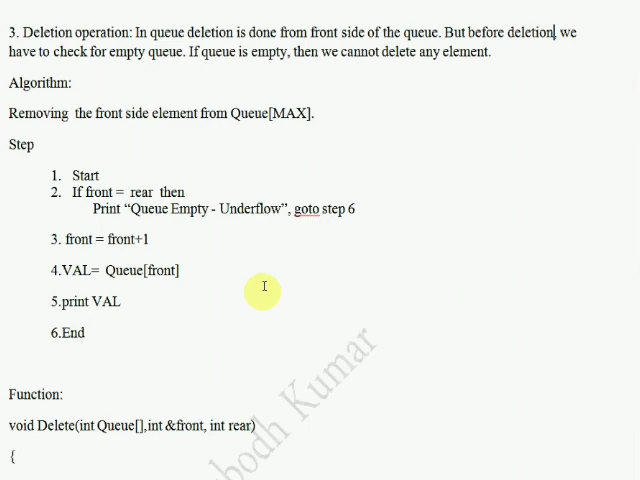 3. Deletion operation: In queue deletion is done from front side of the queue. But before deletion, we
have to check for empty queue. If queue is empty, then we cannot delete any element.
Algorithm:
Removing the front side element from Queue[MAX].
Step
1. Start
2. If front = rear then
Print “Queue Empty - Underflow”, goto step 6
3. front = front+1
4.VAL= Queue[front]
5.print VAL
6.End
Function:
void Delete(int Queue[],int &front, int rear)
{
Kumar